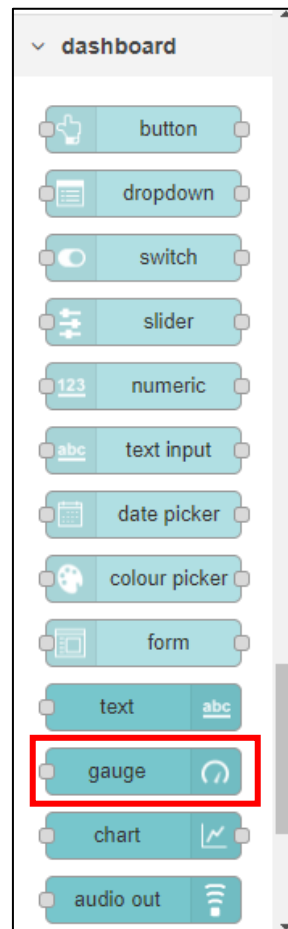 dashboard
button
dropdown
switch
slider
123 numeric
abc text input
date picker
colour picker
form
text abc
gauge
chart
audio out